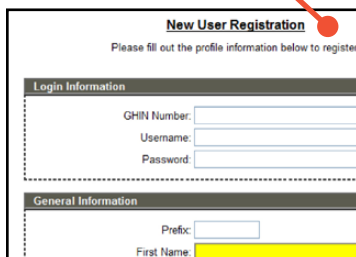 New User Registration
Please fill out the profile information below to register
Login Information
GHIN Number:
Username:
Password:
General Information
Prefix:
First Name: